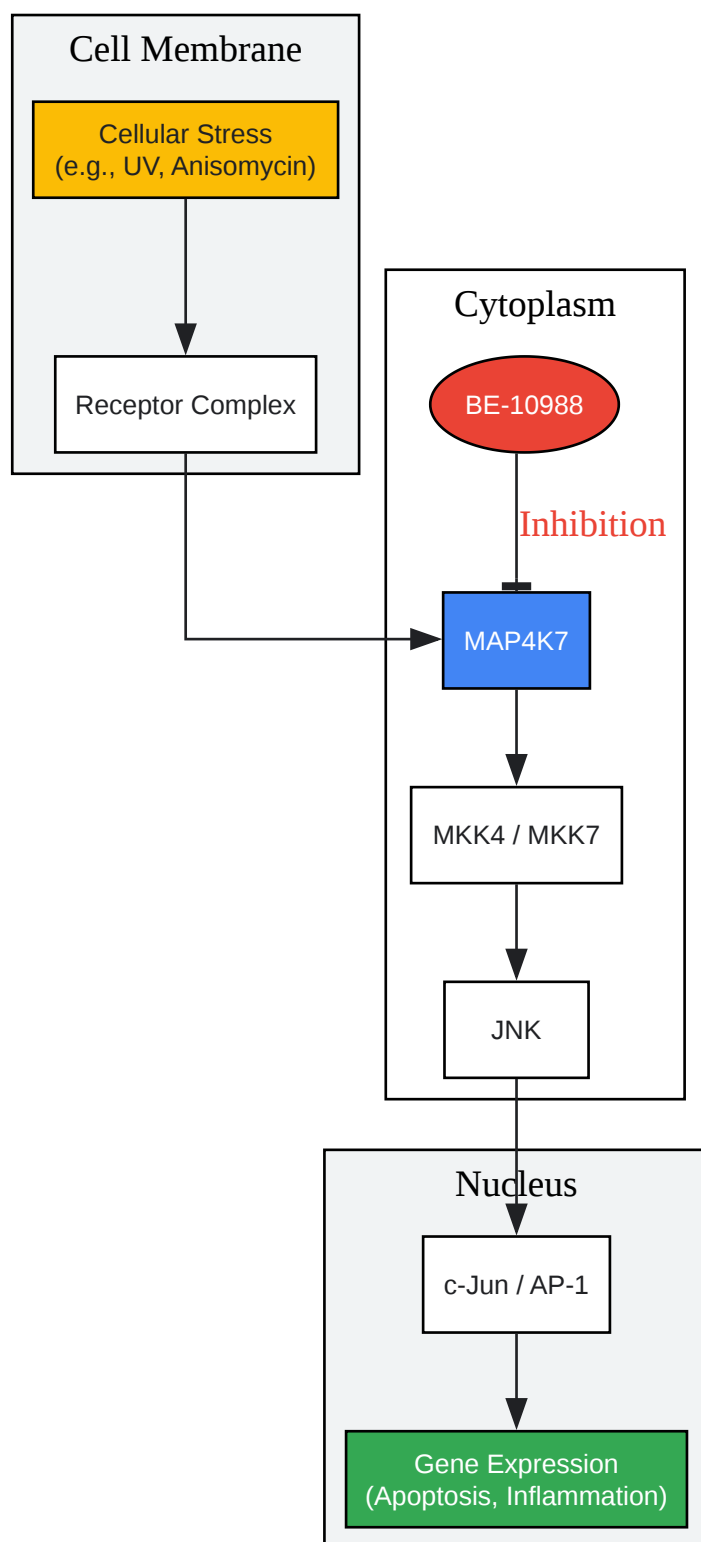 Cell Membrane
Cellular Stress
(e.g., UV, Anisomycin)
Receptor Complex
Cytoplasm
BE-10988
Inhibition
MAP4K7
MKK4 / MKK7
JNK
Nucleus
c-Jun / AP-1
Gene Expression
(Apoptosis, Inflammation)